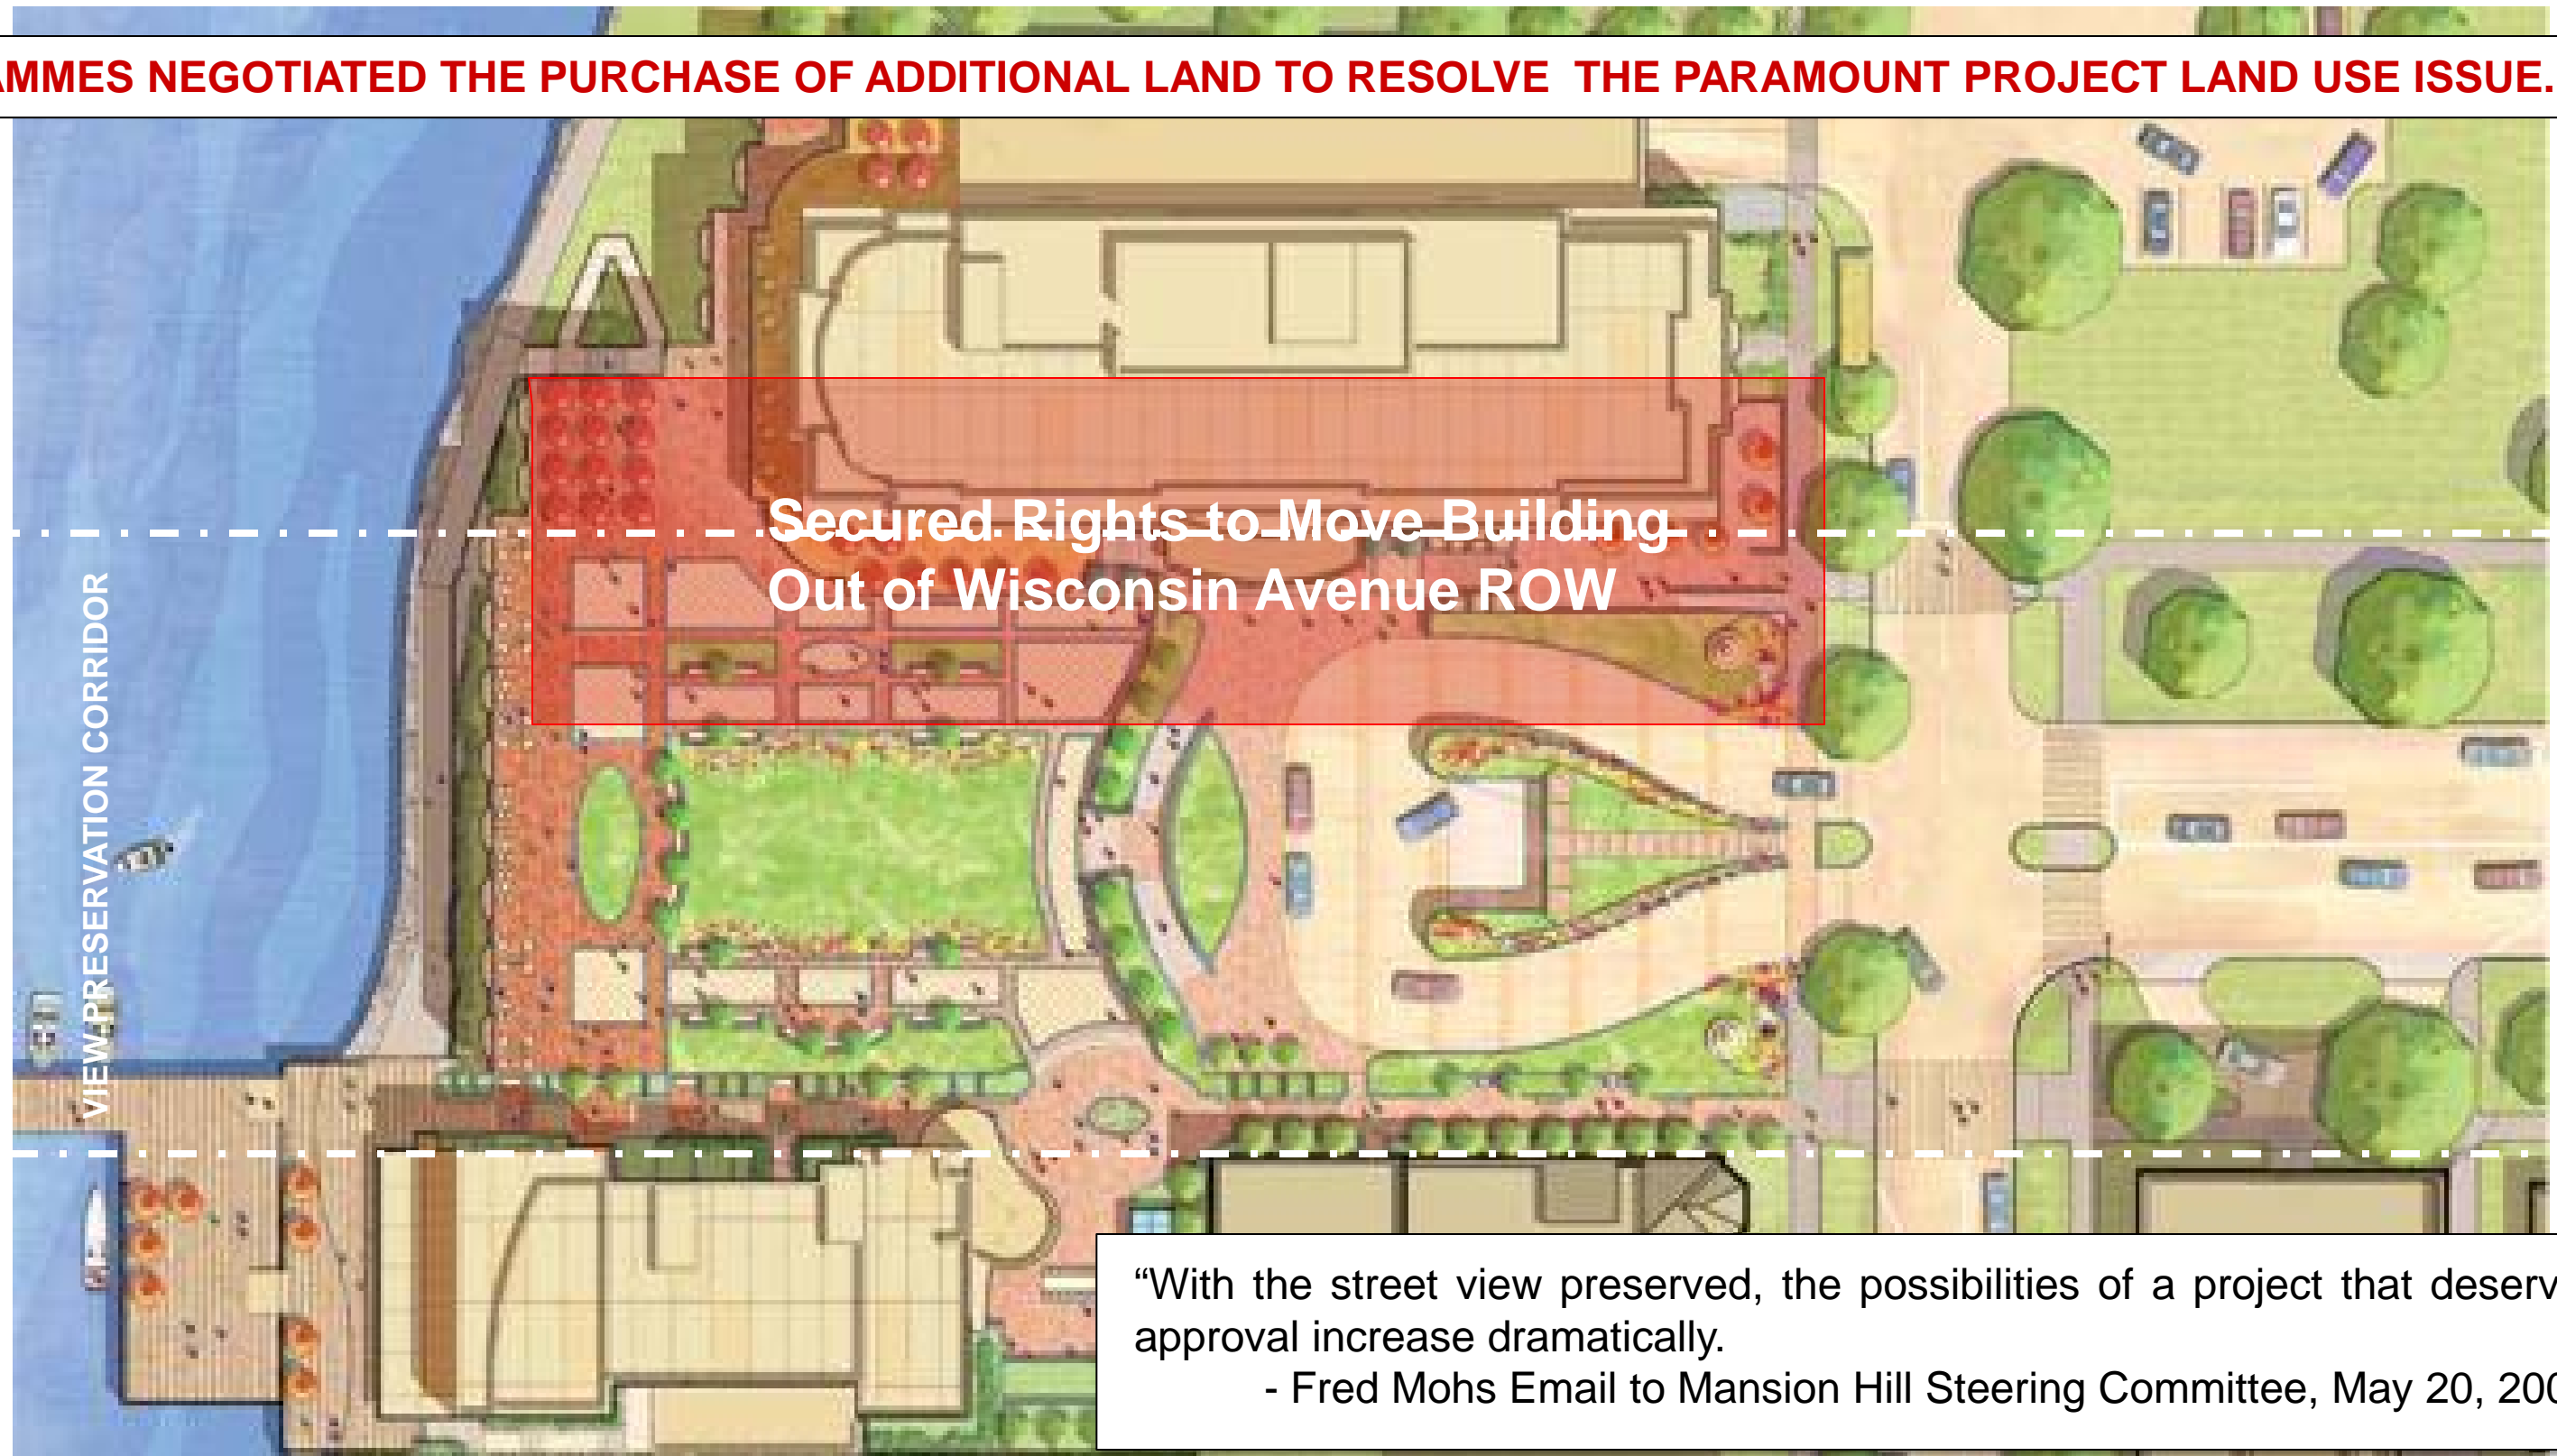 AMMES NEGOTIATED THE PURCHASE OF ADDITIONAL LAND TO RESOLVE THE PARAMOUNT PROJECT LAND USE ISSUE.
Secured Rights to Move Building
Out of Wisconsin Avenue ROW
VIEW PRESERVATION CORRIDOR
“With the street view preserved, the possibilities of a project that deserv
approval increase dramatically.
- Fred Mohs Email to Mansion Hill Steering Committee, May 20, 200